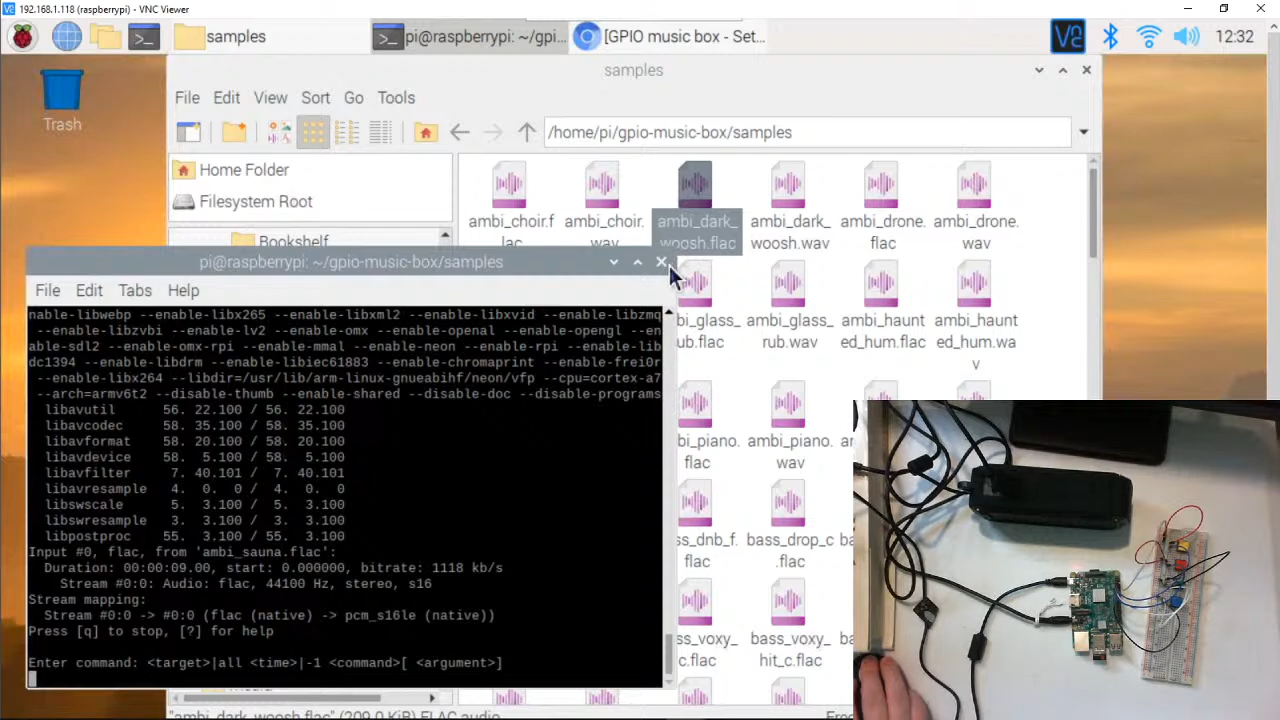 192.168.1.118 (raspberrypi) - VNC Viewer
samples
pi@raspberrypi: ~/gpi...
[GPIO music box - Set...
12:32
Trash
samples
File Edit View Sort Go Tools
/home/pi/gpio-music-box/samples
Home Folder
Filesystem Root
Bookshelf
ambi_choir.f
lac
ambi_choir.
wav
ambi_dark_
woosh.flac
ambi_dark_
woosh.wav
ambi_drone.
flac
ambi_drone.
wav
bi_glass_
rub.flac
ambi_glass_
rub.wav
ambi_haunt
ed_hum.flac
ambi_haunt
ed_hum.wa
v
bi_piano.
flac
ambi_piano.
wav
ss_dnb_f.
flac
bass_drop_c
.flac
ss_voxy_
hit_c.flac
bass_voxy_
hit_c.flac
pi@raspberrypi: ~/gpio-music-box/samples
File Edit Tabs Help
nable-libwebp --enable-libx265 --enable-libxml2 --enable-libxvid --enable-libzmq
--enable-libzvbi --enable-lv2 --enable-omx --enable-openal --enable-opengl --en
able-sdl2 --enable-omx-rpi --enable-mmal --enable-neon --enable-rpi --enable-lib
dc1394 --enable-libdrm --enable-libiec61883 --enable-chromaprint --enable-frei0r
--enable-libx264 --libdir=/usr/lib/arm-linux-gnueabihf/neon/vfp --cpu=cortex-a7
--arch=armv6t2 --disable-thumb --enable-shared --disable-doc --disable-programs
libavutil 56. 22.100 / 56. 22.100
libavcodec 58. 35.100 / 58. 35.100
libavformat 58. 20.100 / 58. 20.100
libavdevice 58. 5.100 / 58. 5.100
libavfilter 7. 40.101 / 7. 40.101
libavresample 4. 0. 0 / 4. 0. 0
libswscale 5. 3.100 / 5. 3.100
libswresample 3. 3.100 / 3. 3.100
libpostproc 55. 3.100 / 55. 3.100
Input #0, flac, from 'ambi_sauna.flac':
Duration: 00:00:09.00, start: 0.000000, bitrate: 1118 kb/s
Stream #0:0: Audio: flac, 44100 Hz, stereo, s16
Stream mapping:
Stream #0:0 -> #0:0 (flac (native) -> pcm_s16le (native))
Press [q] to stop, [?] for help
Enter command: <target>|all <time>|-1 <command>[ <argument>]
"ambi_dark_woosh.flac" (209.0 KiB) FLAC audio